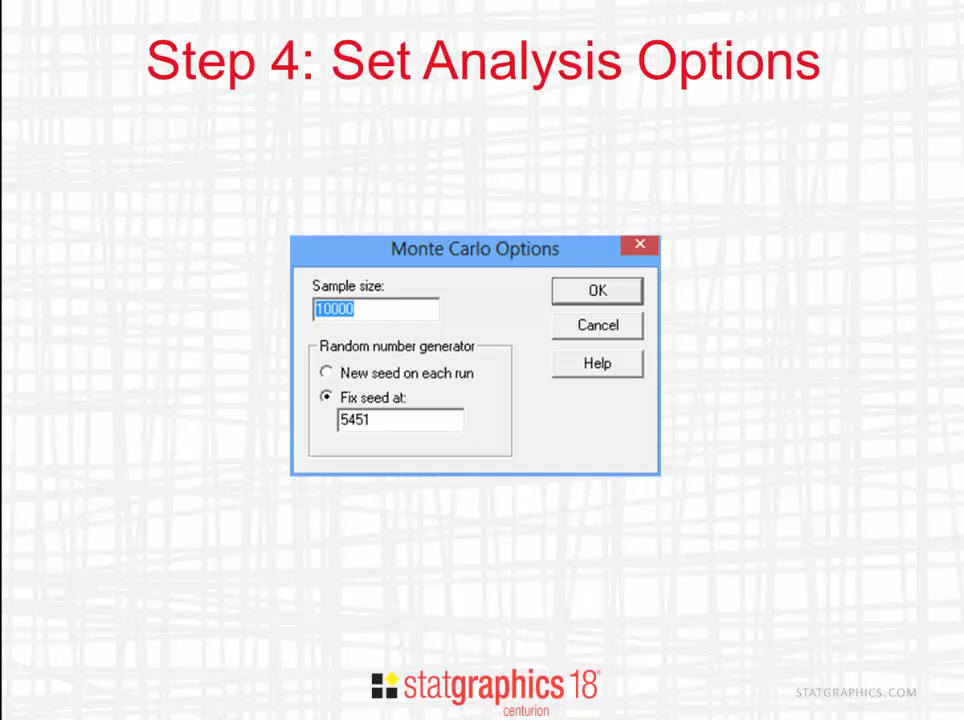 Step 4: Set Analysis Options
Monte Carlo Options
Sample size:
10000
OK
Cancel
Random number generator
Help
New seed on each run
Fix seed at:
5451
statgraphics 18®
centurion
STATGRAPHICS.COM